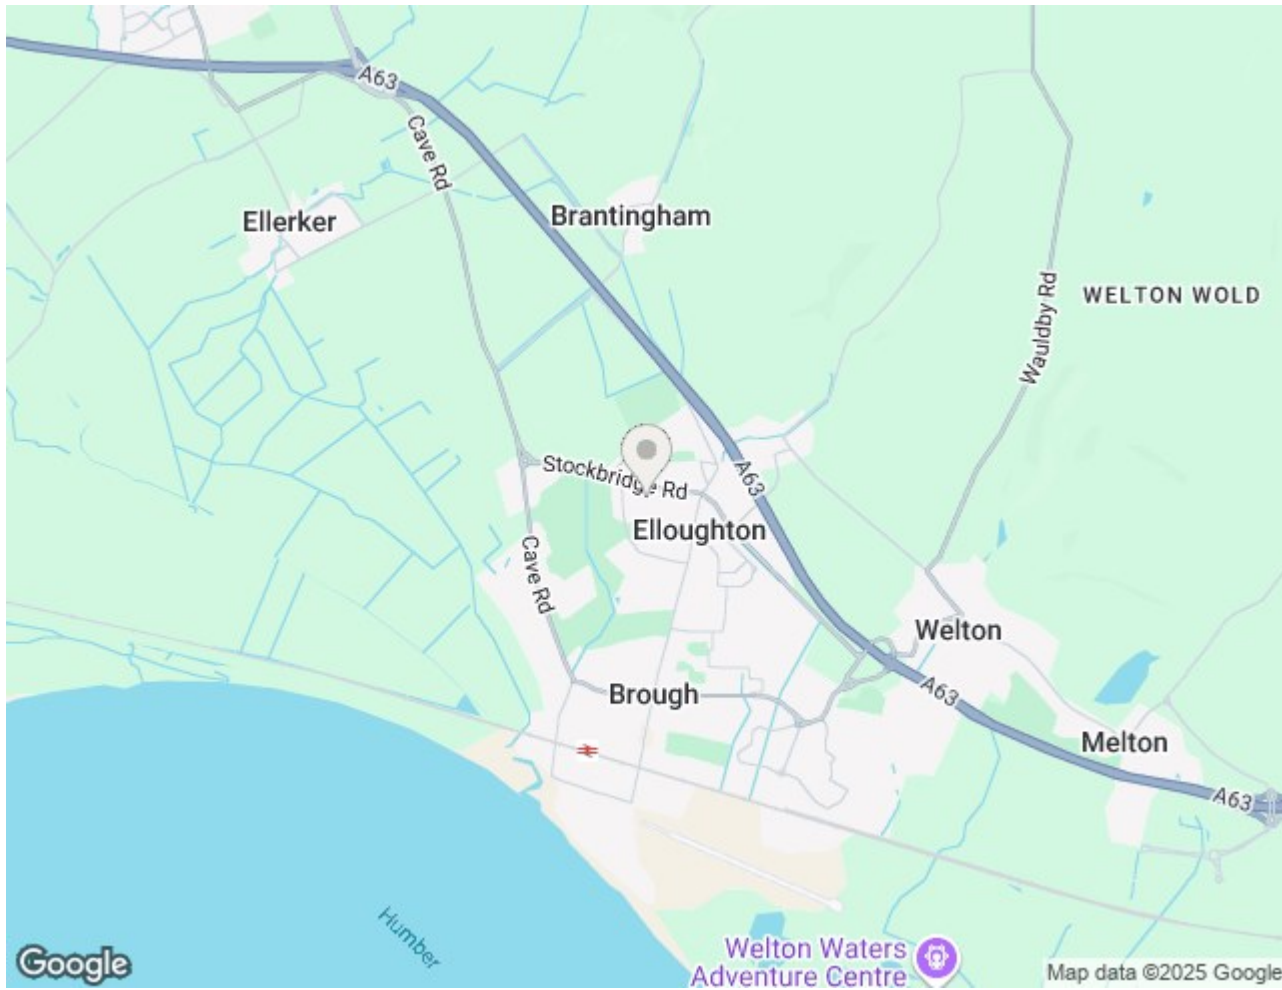 A63
Cave Rd
Ellerker
Brantingham
WELTON WOLD
Wauldby Rd
Stockbridge Rd
A63
Elloughton
Cave Rd
Welton
Brough
A63
Melton
A63
Humber
Welton Waters
Adventure Centre
Google
Map data ©2025 Google